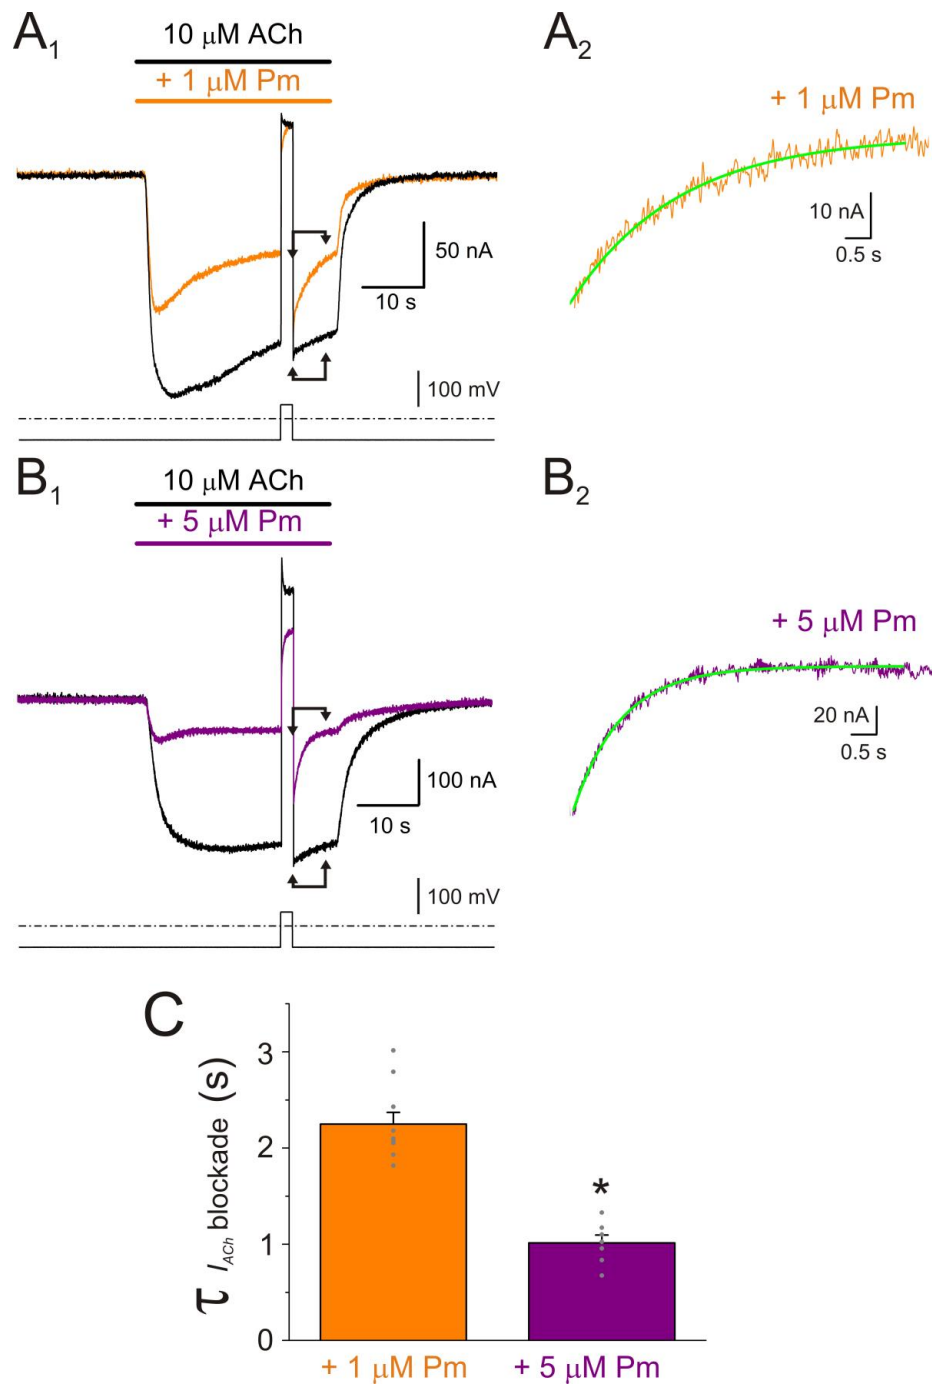 A1
10 μM ACh
+ 1 μM Pm
50 nA
10 s
100 mV
A2
+ 1 μM Pm
10 nA
0.5 s
B1
10 μM ACh
+ 5 μM Pm
100 nA
10 s
100 mV
B2
+ 5 μM Pm
20 nA
0.5 s
C
τ IACh blockade (s)
3
2
1
0
*
+ 1 μM Pm
+ 5 μM Pm